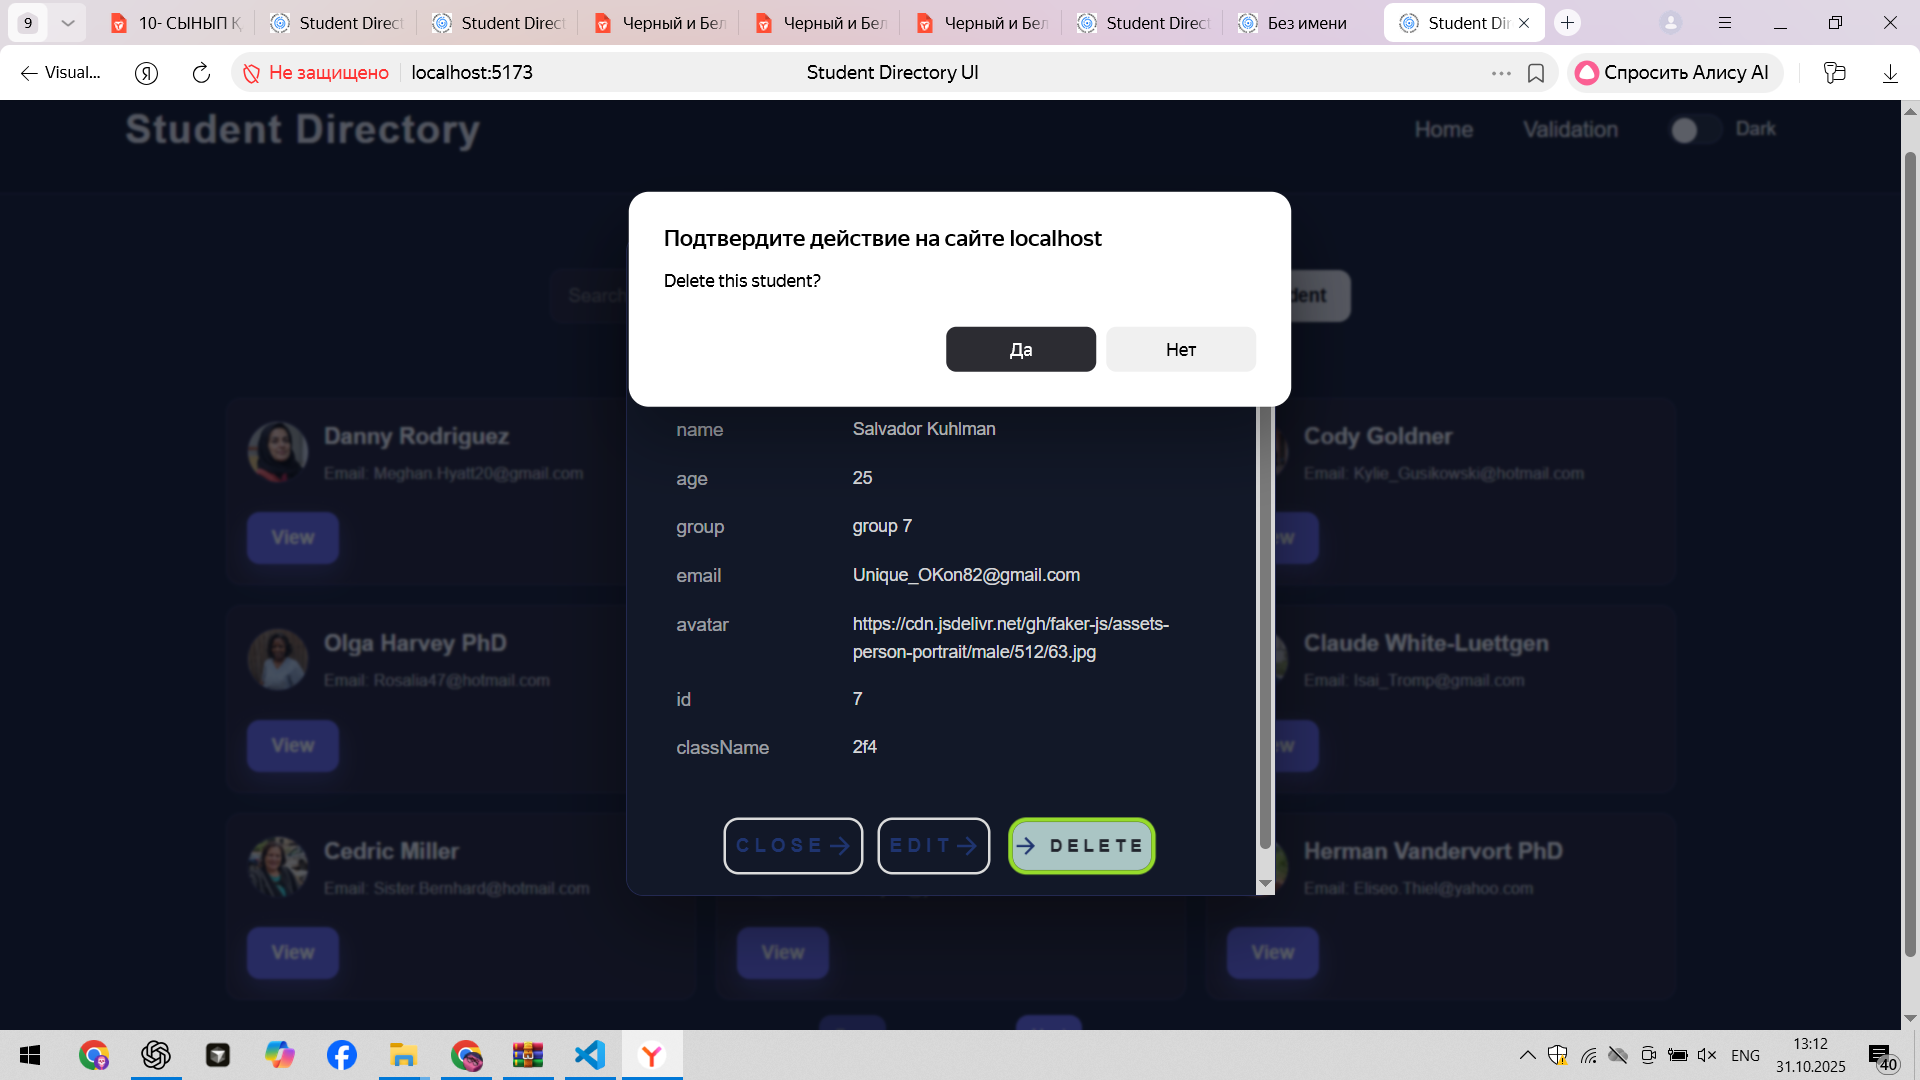 9
10- СЫНЫП Қ
Student Direct
Student Direct
Черный и Бел
Черный и Бел
Черный и Бел
Student Direct
Без имени
Student Dir
Visual...
Я
Не защищено
localhost:5173
Student Directory UI
Спросить Алису AI
Student Directory
Home
Validation
Dark
Подтвердите действие на сайте localhost
Delete this student?
Да
Нет
Search
dent
Danny Rodriguez
Email: Meghan.Hyatt20@gmail.com
View
name
Salvador Kuhlman
age
25
group
group 7
email
Unique_OKon82@gmail.com
avatar
https://cdn.jsdelivr.net/gh/faker-js/assets-
person-portrait/male/512/63.jpg
id
7
className
2f4
CLOSE
EDIT
DELETE
Cody Goldner
Email: Kylie_Gusikowski@hotmail.com
ew
Olga Harvey PhD
Email: Rosalia47@hotmail.com
View
Claude White-Luettgen
Email: Isai_Tromp@gmail.com
ew
Cedric Miller
Email: Sister.Bernhard@hotmail.com
View
View
Herman Vandervort PhD
Email: Eliseo.Thiel@yahoo.com
View
ENG
13:12
31.10.2025
40